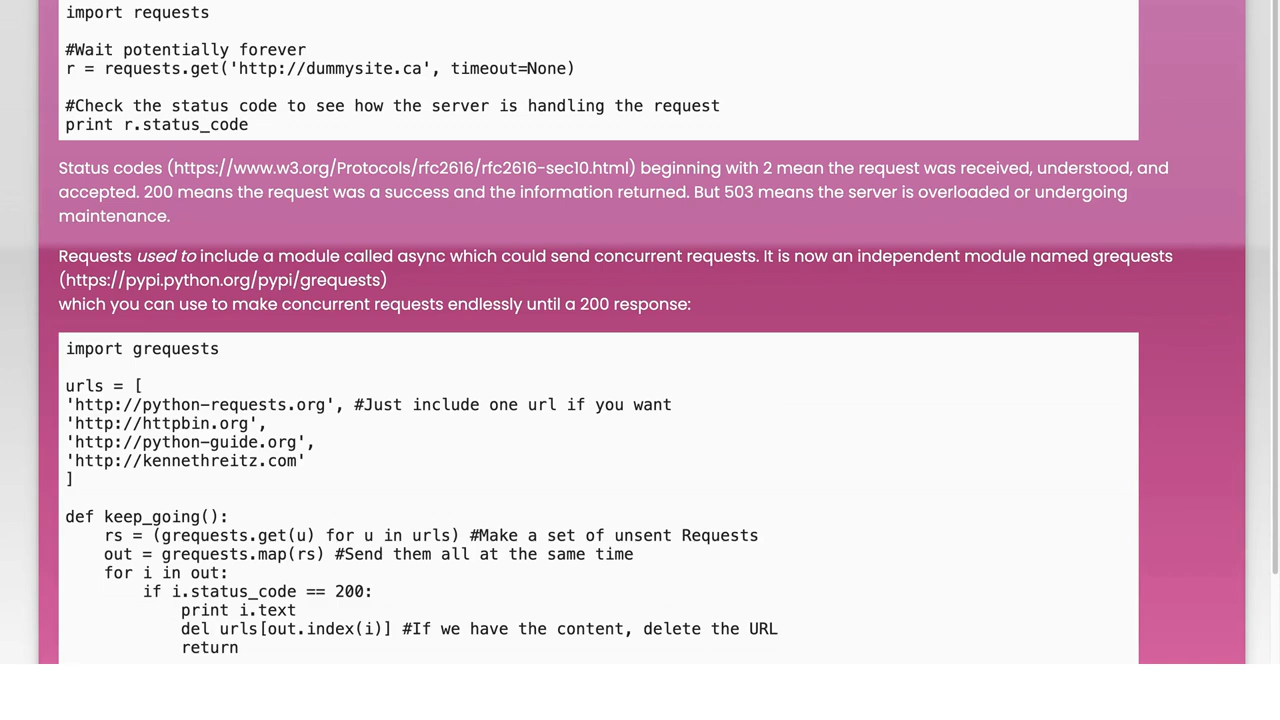 import requests
#Wait potentially forever
r = requests.get('http://dummysite.ca', timeout=None)
#Check the status code to see how the server is handling the request
print r.status_code
Status codes (https://www.w3.org/Protocols/rfc2616/rfc2616-sec10.html) beginning with 2 mean the request was received, understood, and
accepted. 200 means the request was a success and the information returned. But 503 means the server is overloaded or undergoing
maintenance.
Requests used to include a module called async which could send concurrent requests. It is now an independent module named grequests
(https://pypi.python.org/pypi/grequests)
which you can use to make concurrent requests endlessly until a 200 response:
import grequests
urls = [
'http://python-requests.org', #Just include one url if you want
'http://httpbin.org',
'http://python-guide.org',
'http://kennethreitz.com'
]
def keep_going():
    rs = (grequests.get(u) for u in urls) #Make a set of unsent Requests
    out = grequests.map(rs) #Send them all at the same time
    for i in out:
        if i.status_code == 200:
            print i.text
            del urls[out.index(i)] #If we have the content, delete the URL
            return